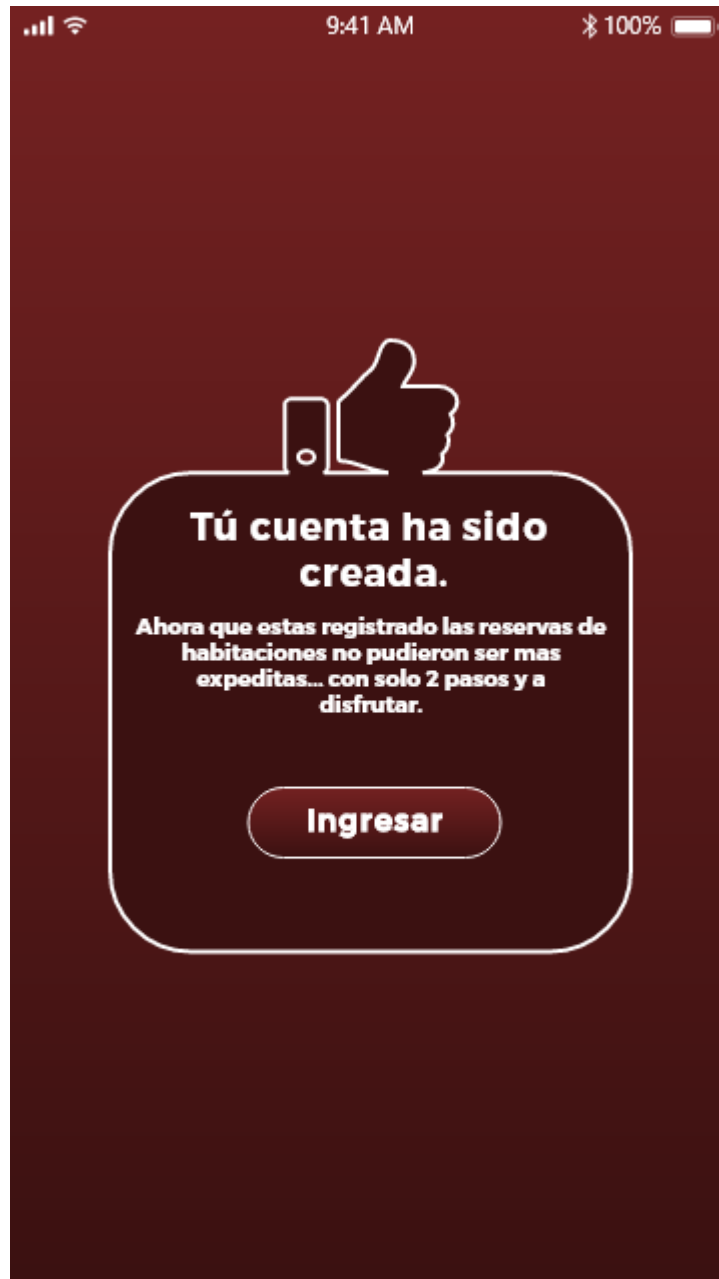 9:41 AM
100%
Tú cuenta ha sido
creada.
Ahora que estas registrado las reservas de
habitaciones no pudieron ser mas
expeditas... con solo 2 pasos y a
disfrutar.
Ingresar